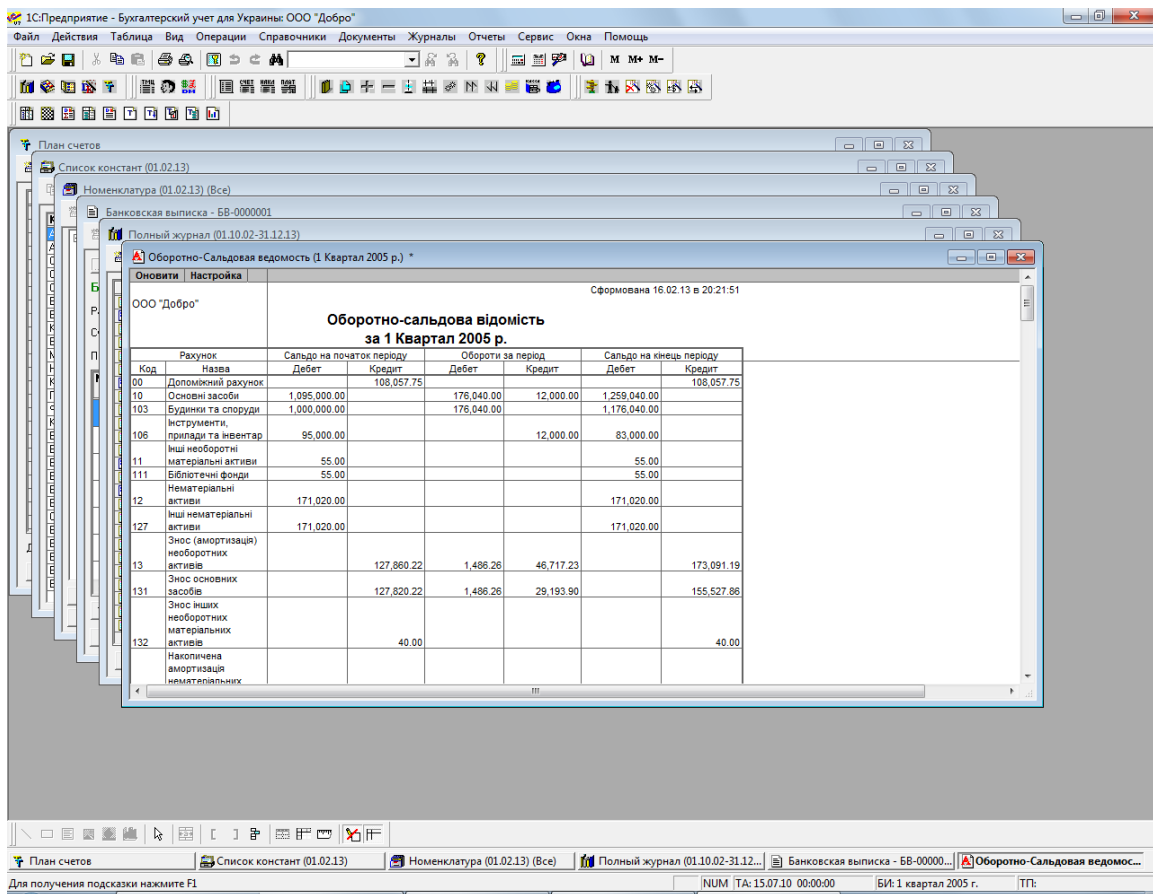 1С:Предприятие - Бухгалтерский учет для Украины: ООО "Добро"
Файл Действия Таблица Вид Операции Справочники Документы Журналы Отчеты Сервис Окна Помощь
M M+ M-
План счетов
Список констант (01.02.13)
Номенклатура (01.02.13) (Все)
Банковская выписка - БВ-0000001
Полный журнал (01.10.02-31.12.13)
Оборотно-Сальдовая ведомость (1 Квартал 2005 р.) *
Оновити Настройка
Сформована 16.02.13 в 20:21:51
ООО "Добро"
Оборотно-сальдова відомість
за 1 Квартал 2005 р.
Рахунок Сальдо на початок періоду Обороти за період Сальдо на кінець періоду
Код Назва Дебет Кредит Дебет Кредит Дебет Кредит
00 Допоміжний рахунок 108,057.75 108,057.75
10 Основні засоби 1,095,000.00 176,040.00 12,000.00 1,259,040.00
103 Будинки та споруди 1,000,000.00 176,040.00 1,176,040.00
Інструменти,
106 прилади та інвентар 95,000.00 12,000.00 83,000.00
Інші необоротні
11 матеріальні активи 55.00 55.00
111 Бібліотечні фонди 55.00 55.00
Нематеріальні
12 активи 171,020.00 171,020.00
Інші нематеріальні
127 активи 171,020.00 171,020.00
Знос (амортизація)
необоротних
13 активів 127,860.22 1,486.26 46,717.23 173,091.19
Знос основних
131 засобів 127,820.22 1,486.26 29,193.90 155,527.86
Знос інших
необоротних
матеріальних
132 активів 40.00 40.00
Накопичена
амортизація
нематеріальних
План счетов Список констант (01.02.13) Номенклатура (01.02.13) (Все) Полный журнал (01.10.02-31.12... Банковская выписка - БВ-00000... Оборотно-Сальдовая ведомос...
Для получения подсказки нажмите F1 NUM ТА: 15.07.10 00:00:00 БИ: 1 квартал 2005 г. ТП: